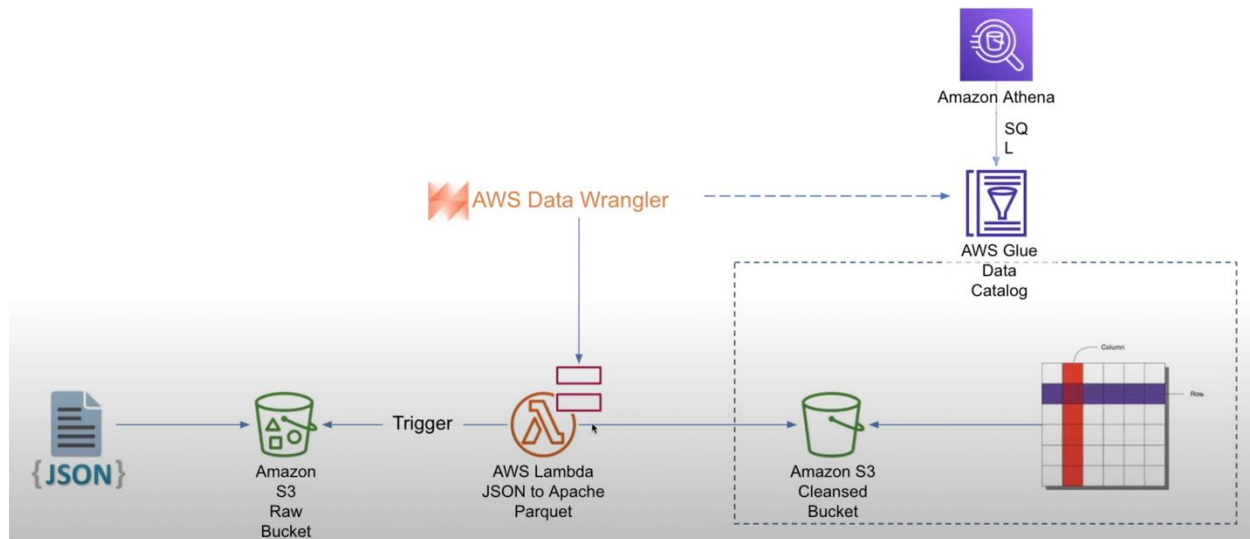 Amazon Athena
SQ
L
AWS Data Wrangler
AWS Glue
Data
Catalog
Column
Row
{JSON}
Amazon
S3
Raw
Bucket
Trigger
AWS Lambda
JSON to Apache
Parquet
Amazon S3
Cleansed
Bucket